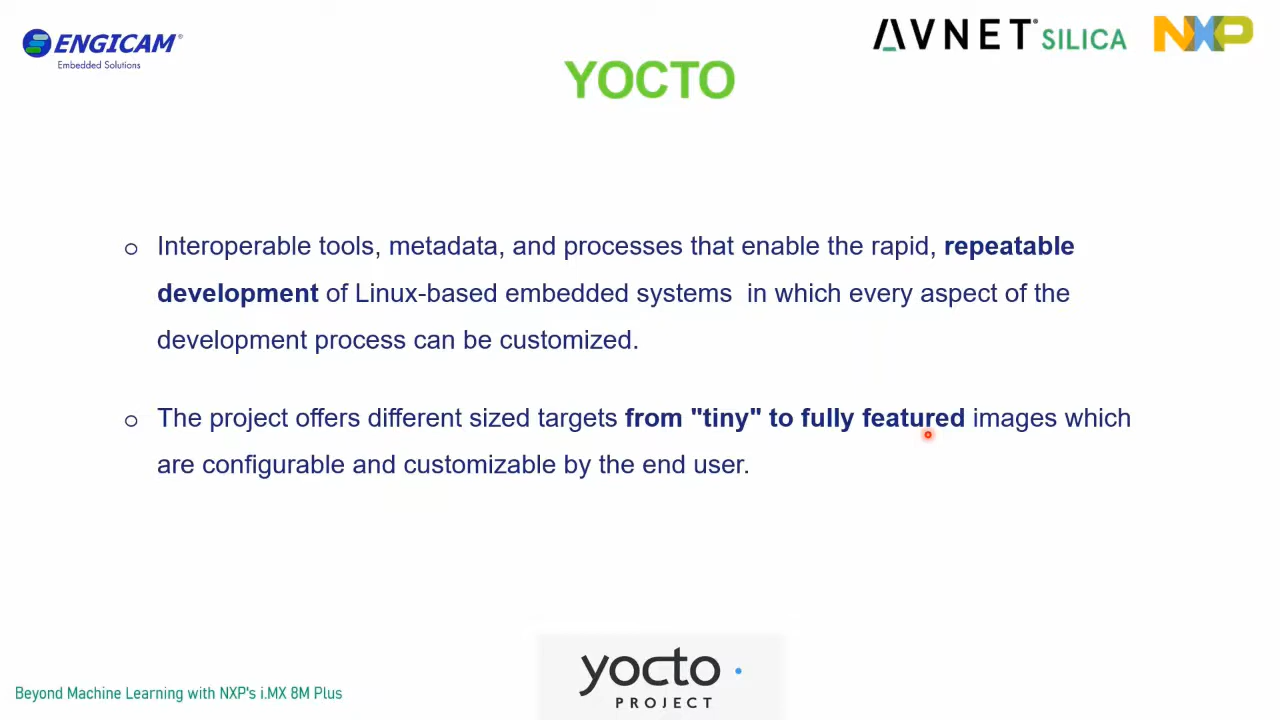 ENGICAM®
Embedded Solutions
AVNET® SILICA
NXP
YOCTO
Interoperable tools, metadata, and processes that enable the rapid, repeatable
development of Linux-based embedded systems  in which every aspect of the
development process can be customized.
The project offers different sized targets from "tiny" to fully featured images which
are configurable and customizable by the end user.
yocto
PROJECT
Beyond Machine Learning with NXP's i.MX 8M Plus